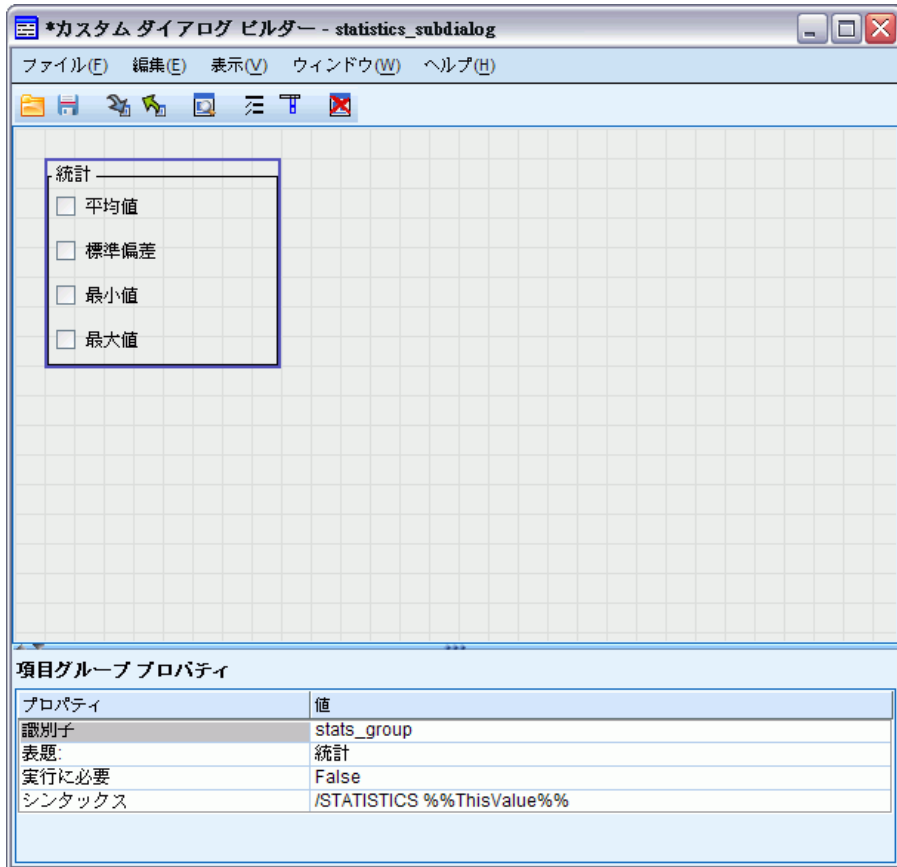 *カスタム ダイアログ ビルダー - statistics_subdialog
ファイル(F) 編集(E) 表示(V) ウィンドウ(W) ヘルプ(H)
統計
平均値
標準偏差
最小値
最大値
項目グループ プロパティ
プロパティ 値
識別子 stats_group
表題: 統計
実行に必要 False
シンタックス /STATISTICS %%ThisValue%%